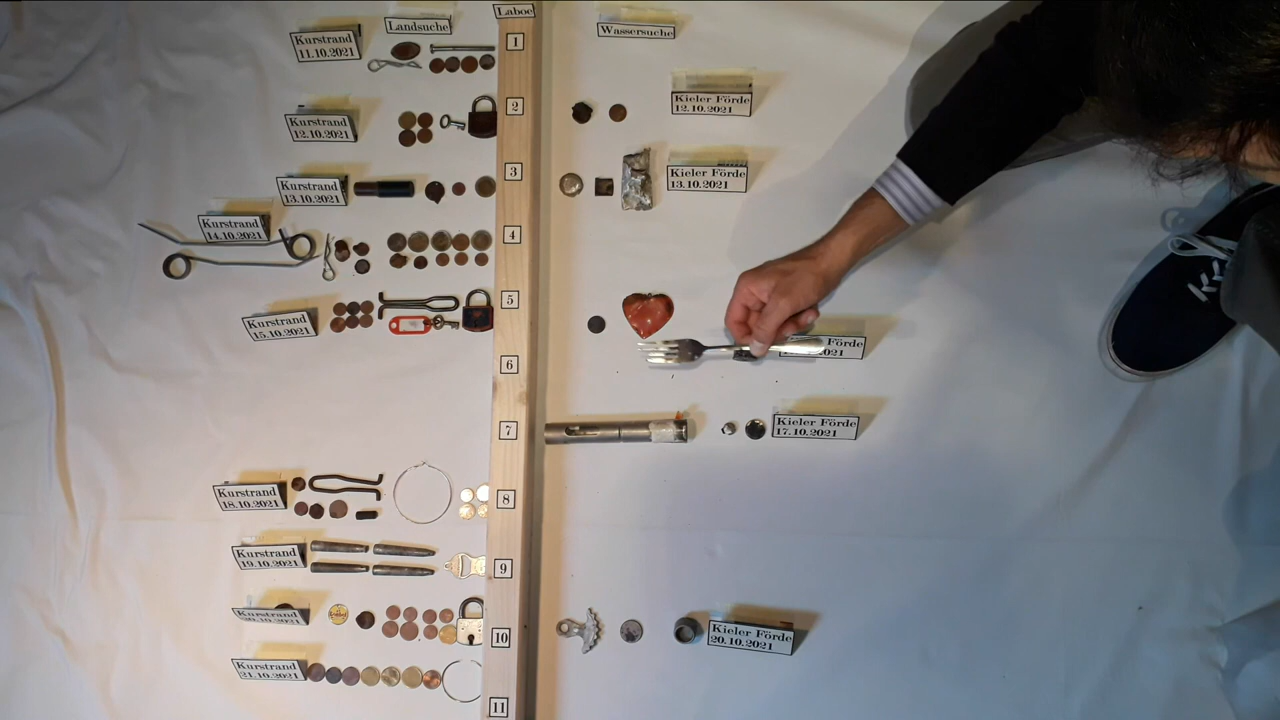 Laboe
Landsuche
Wassersuche
Kurstrand
11.10.2021
1
Kurstrand
12.10.2021
2
Kieler Förde
12.10.2021
Kurstrand
13.10.2021
3
Kieler Förde
13.10.2021
Kurstrand
14.10.2021
4
Kurstrand
15.10.2021
5
Förde
6
7
Kieler Förde
17.10.2021
Kurstrand
18.10.2021
8
Kurstrand
19.10.2021
9
Kurstrand
10
Kieler Förde
20.10.2021
Kurstrand
21.10.2021
11